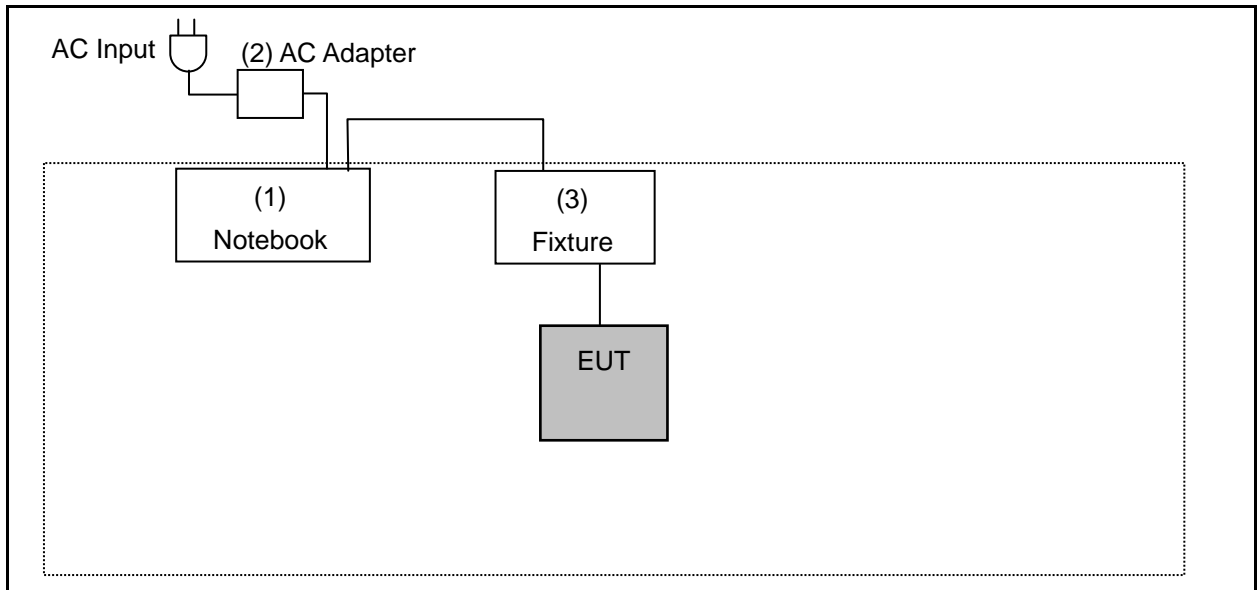 AC Input
(2) AC Adapter
(1)
Notebook
(3)
Fixture
EUT